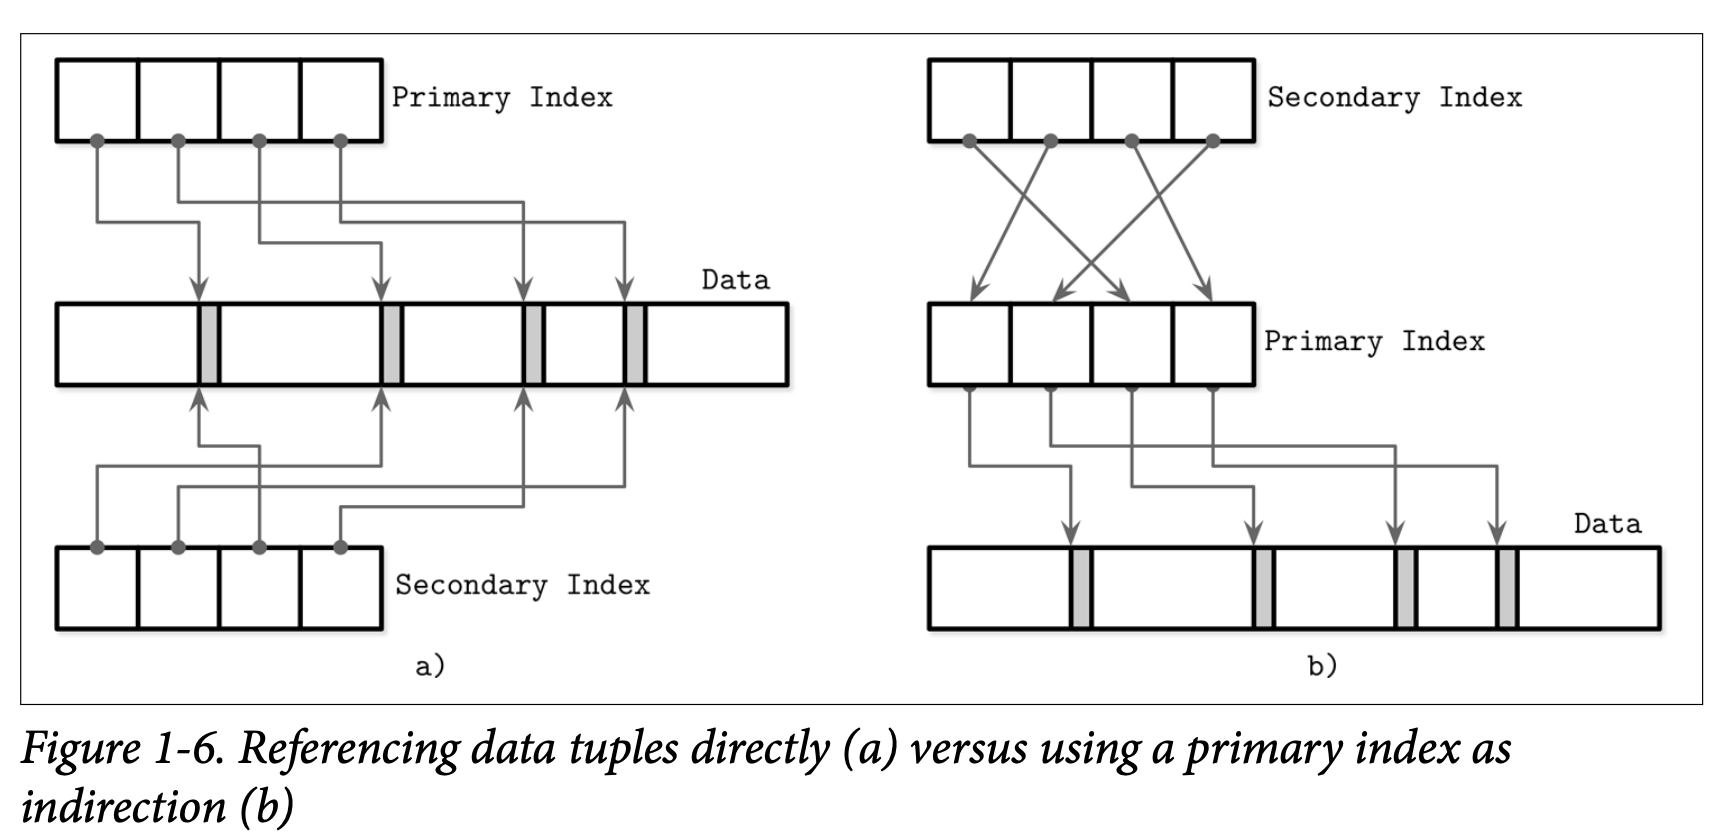 Primary Index
Data
Secondary Index
a)
Secondary Index
Primary Index
Data
b)
Figure 1-6. Referencing data tuples directly (a) versus using a primary index as
indirection (b)